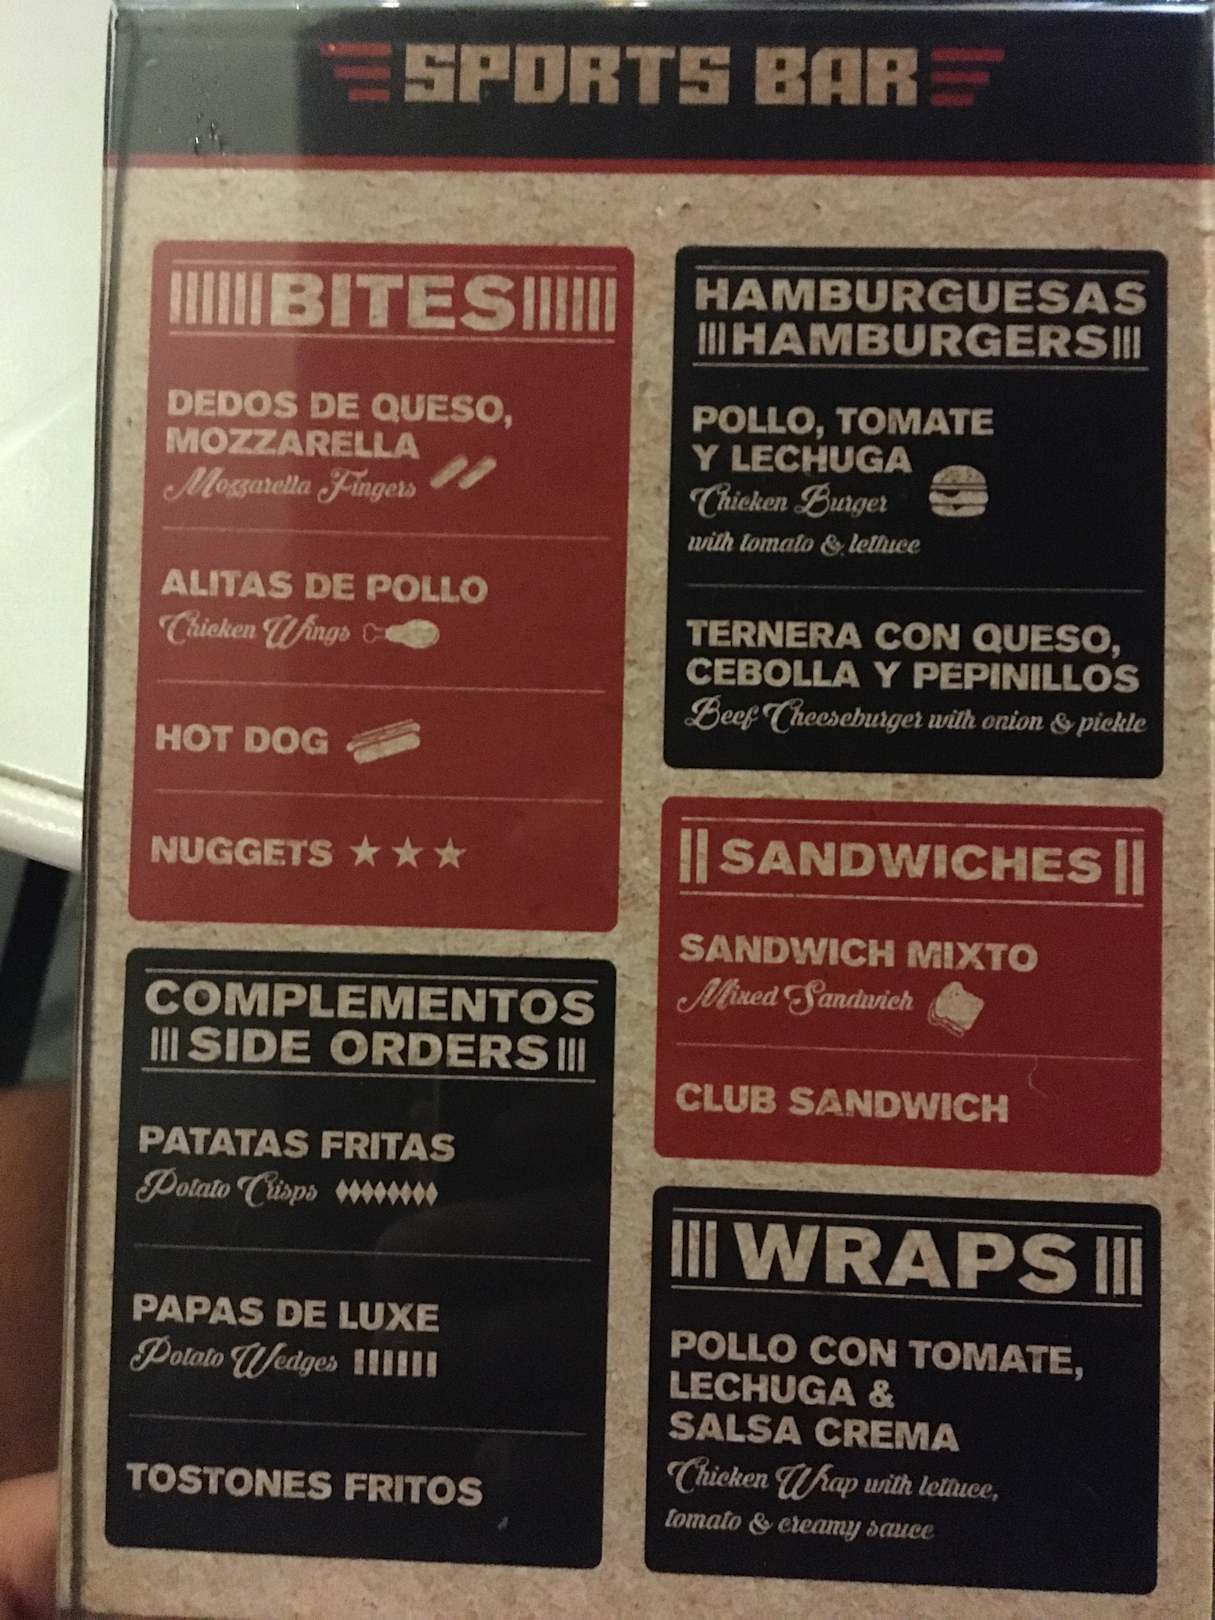 SPORTS BAR
BITES
DEDOS DE QUESO,
MOZZARELLA
Mozzarella Fingers
ALITAS DE POLLO
Chicken Wings
HOT DOG
NUGGETS
COMPLEMENTOS
SIDE ORDERS
PATATAS FRITAS
Potato Crisps
PAPAS DE LUXE
Potato Wedges
TOSTONES FRITOS
HAMBURGUESAS
HAMBURGERS
POLLO, TOMATE
Y LECHUGA
Chicken Burger
with tomato & lettuce
TERNERA CON QUESO,
CEBOLLA Y PEPINILLOS
Beef Cheeseburger with onion & pickle
SANDWICHES
SANDWICH MIXTO
Mixed Sandwich
CLUB SANDWICH
WRAPS
POLLO CON TOMATE,
LECHUGA &
SALSA CREMA
Chicken Wrap with lettuce,
tomato & creamy sauce